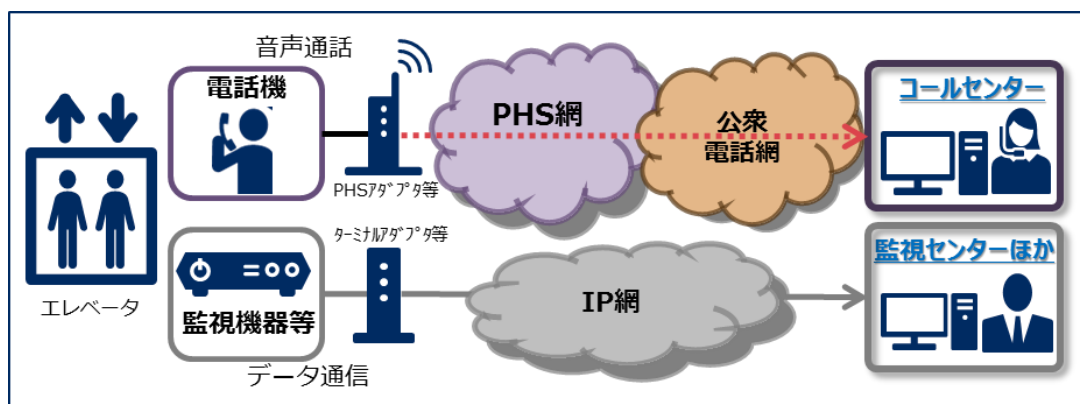 音声通話
電話機
PHSｱﾀﾞﾌﾟﾀ等
PHS網
公衆
電話網
コールセンター
エレベータ
ﾀｰﾐﾅﾙｱﾀﾞﾌﾟﾀ等
監視機器等
データ通信
IP網
監視センターほか